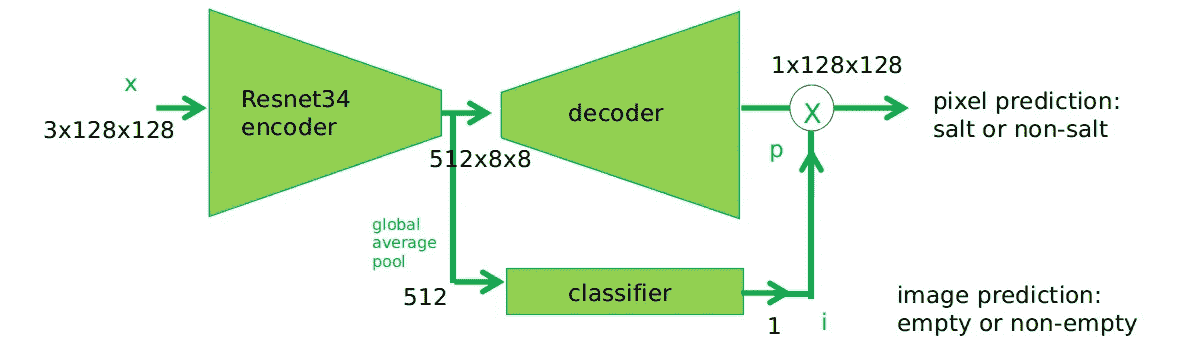 x
3x128x128
Resnet34
encoder
512x8x8
decoder
1x128x128
X
p
pixel prediction:
salt or non-salt
global
average
pool
512
classifier
1
i
image prediction:
empty or non-empty